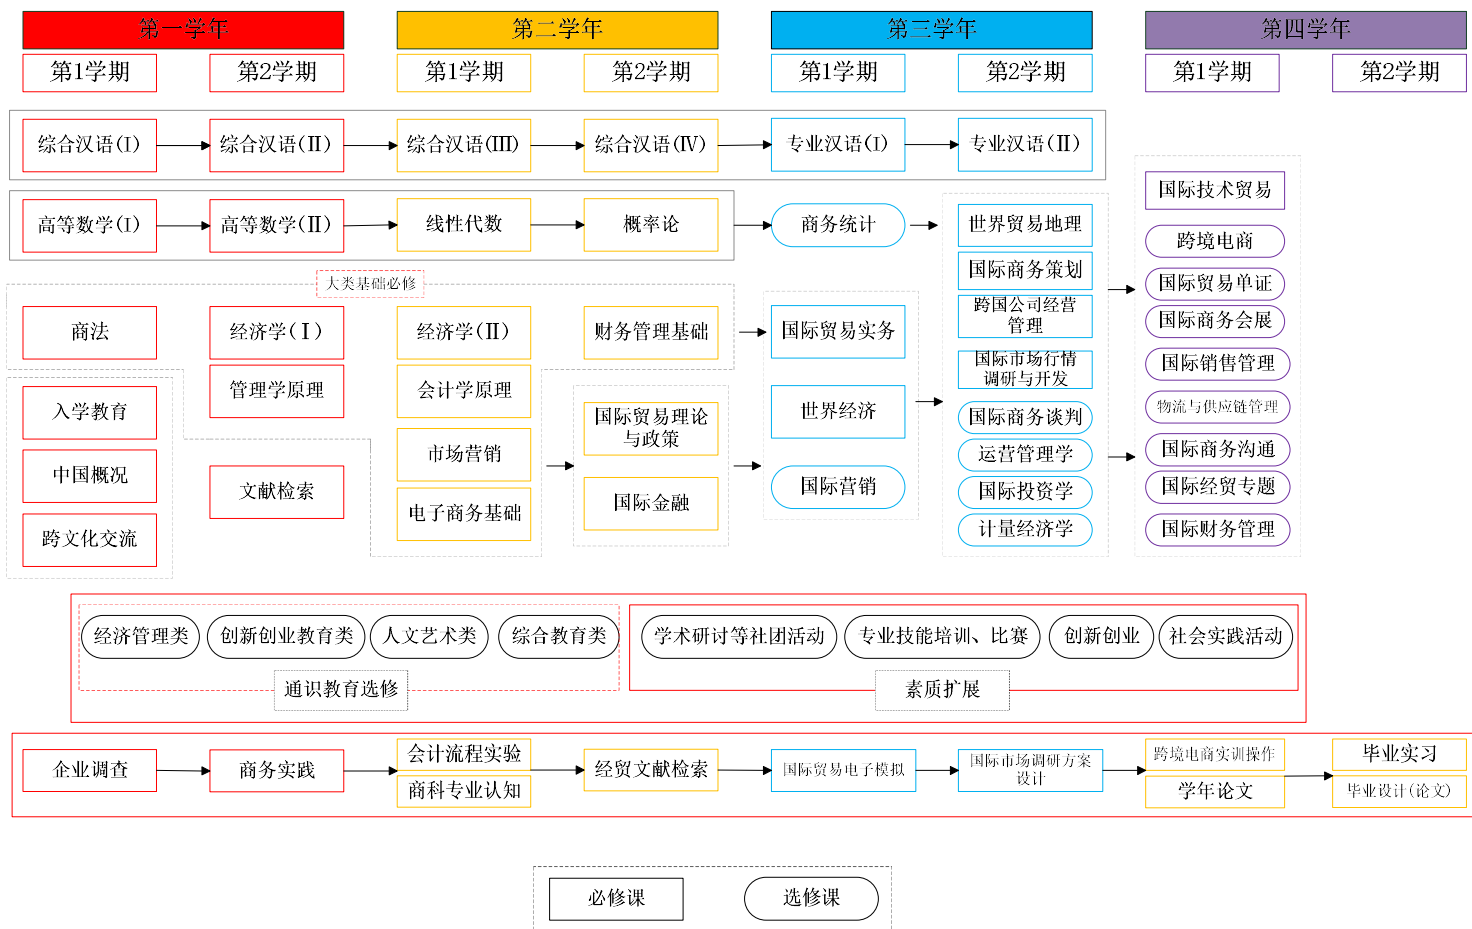 第一学年
第二学年
第三学年
第四学年
第1学期
第2学期
第1学期
第2学期
第1学期
第2学期
第1学期
第2学期
综合汉语(I)
综合汉语(II)
综合汉语(III)
综合汉语(IV)
专业汉语(I)
专业汉语(II)
高等数学(I)
高等数学(II)
线性代数
概率论
商务统计
大类基础必修
商法
经济学(I)
经济学(II)
财务管理基础
管理学原理
会计学原理
入学教育
中国概况
跨文化交流
文献检索
市场营销
电子商务基础
国际贸易理论
与政策
国际金融
国际贸易实务
世界经济
国际营销
世界贸易地理
国际商务策划
跨国公司经营
管理
国际市场行情
调研与开发
国际商务谈判
运营管理学
国际投资学
计量经济学
国际技术贸易
跨境电商
国际贸易单证
国际商务会展
国际销售管理
物流与供应链管理
国际商务沟通
国际经贸专题
国际财务管理
经济管理类
创新创业教育类
人文艺术类
综合教育类
通识教育选修
学术研讨等社团活动
专业技能培训、比赛
创新创业
社会实践活动
素质扩展
企业调查
商务实践
会计流程实验
商科专业认知
经贸文献检索
国际贸易电子模拟
国际市场调研方案
设计
跨境电商实训操作
学年论文
毕业实习
毕业设计(论文)
必修课
选修课